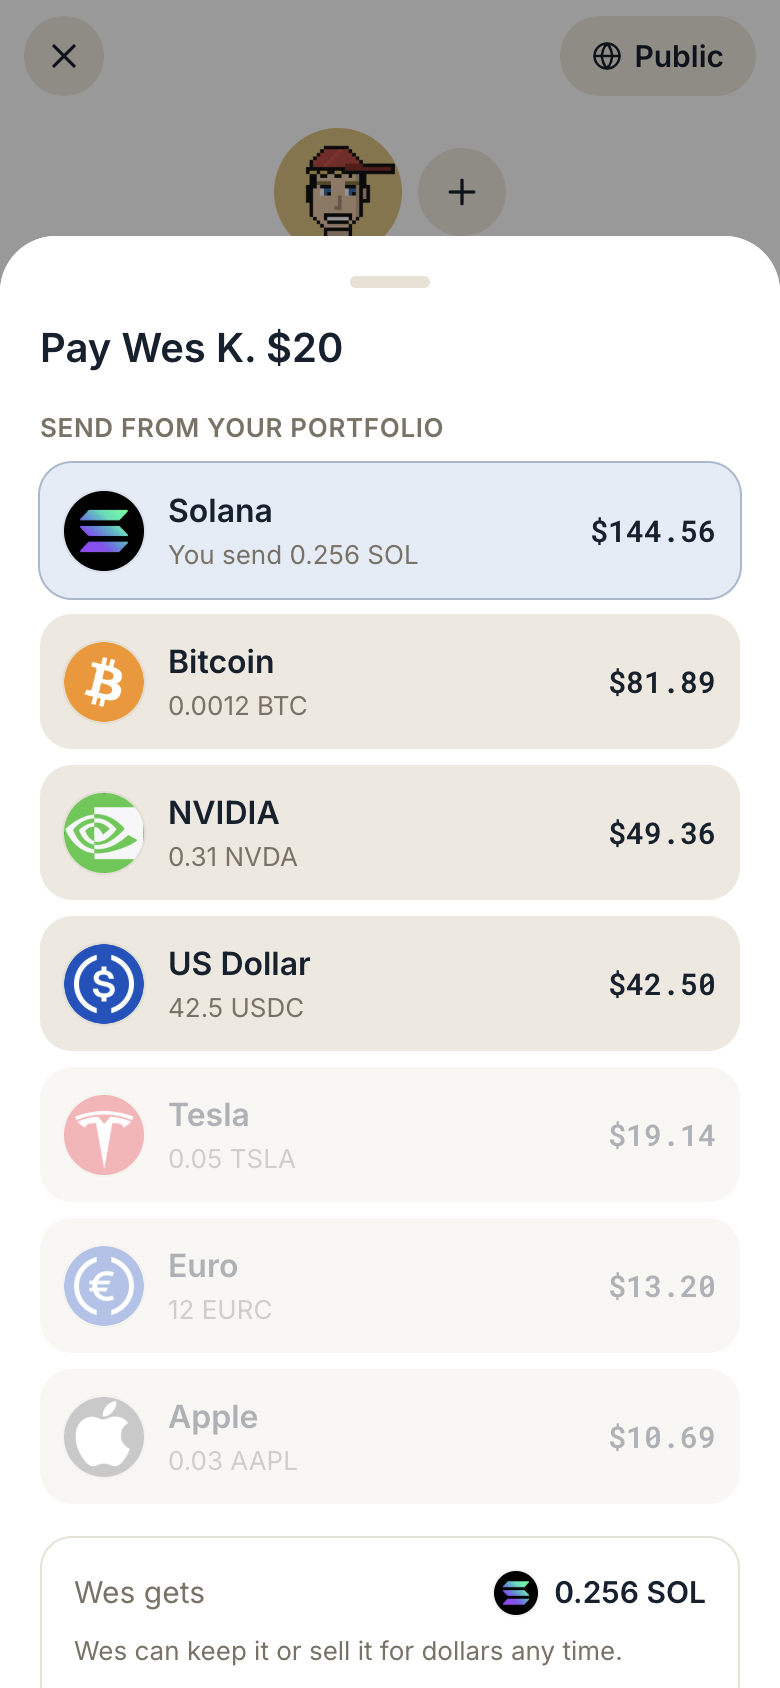 Public
Pay Wes K. $20
SEND FROM YOUR PORTFOLIO
Solana
You send 0.256 SOL
$144.56
Bitcoin
0.0012 BTC
$81.89
NVIDIA
0.31 NVDA
$49.36
US Dollar
42.5 USDC
$42.50
Tesla
0.05 TSLA
$19.14
Euro
12 EURC
$13.20
Apple
0.03 AAPL
$10.69
Wes gets
0.256 SOL
Wes can keep it or sell it for dollars any time.